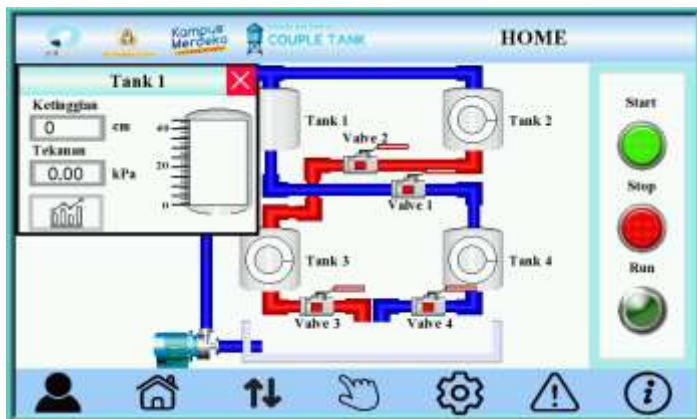 Kampus
Merdeka
COUPLE TANK
HOME
Tank 1
Ketinggian
0 cm
Tekanan
0.00 kPa
40
20
0
Tank 1
Tank 2
Valve 2
Valve 1
Tank 3
Tank 4
Valve 3
Valve 4
Start
Stop
Run